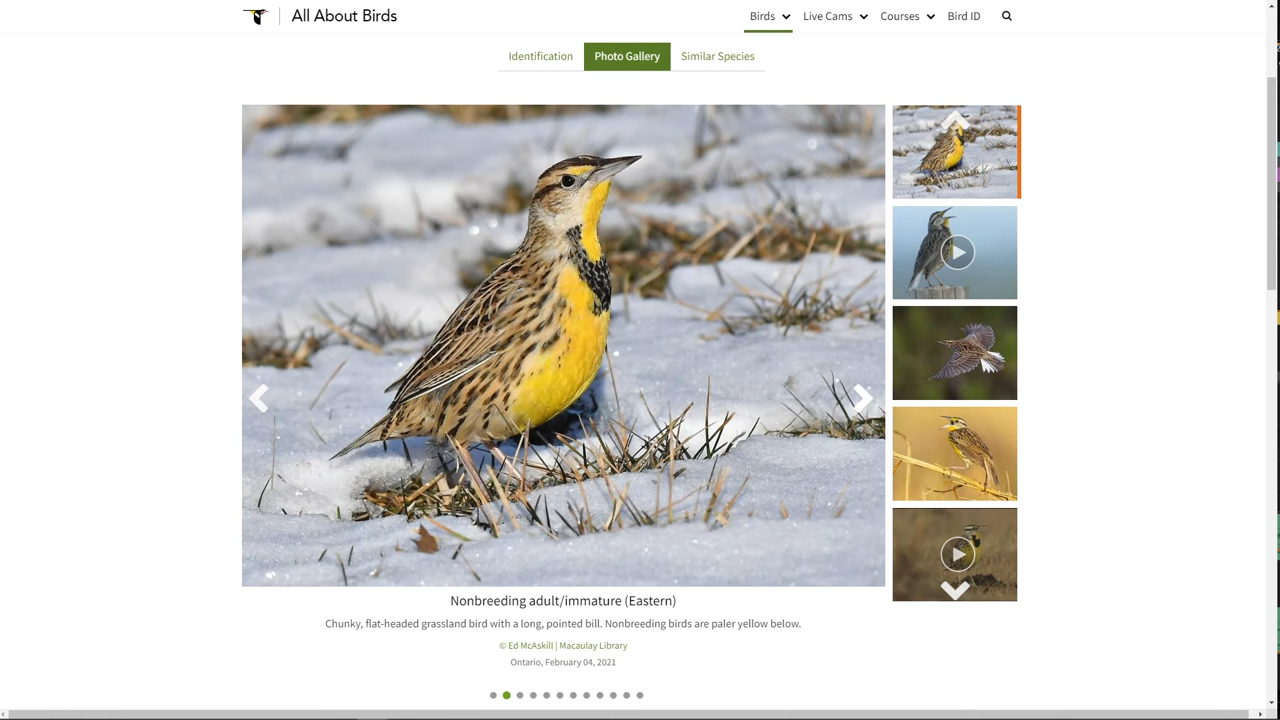 All About Birds
Birds
Live Cams
Courses
Bird ID
Identification
Photo Gallery
Similar Species
Nonbreeding adult/immature (Eastern)
Chunky, flat-headed grassland bird with a long, pointed bill. Nonbreeding birds are paler yellow below.
© Ed McAskill | Macaulay Library
Ontario, February 04, 2021